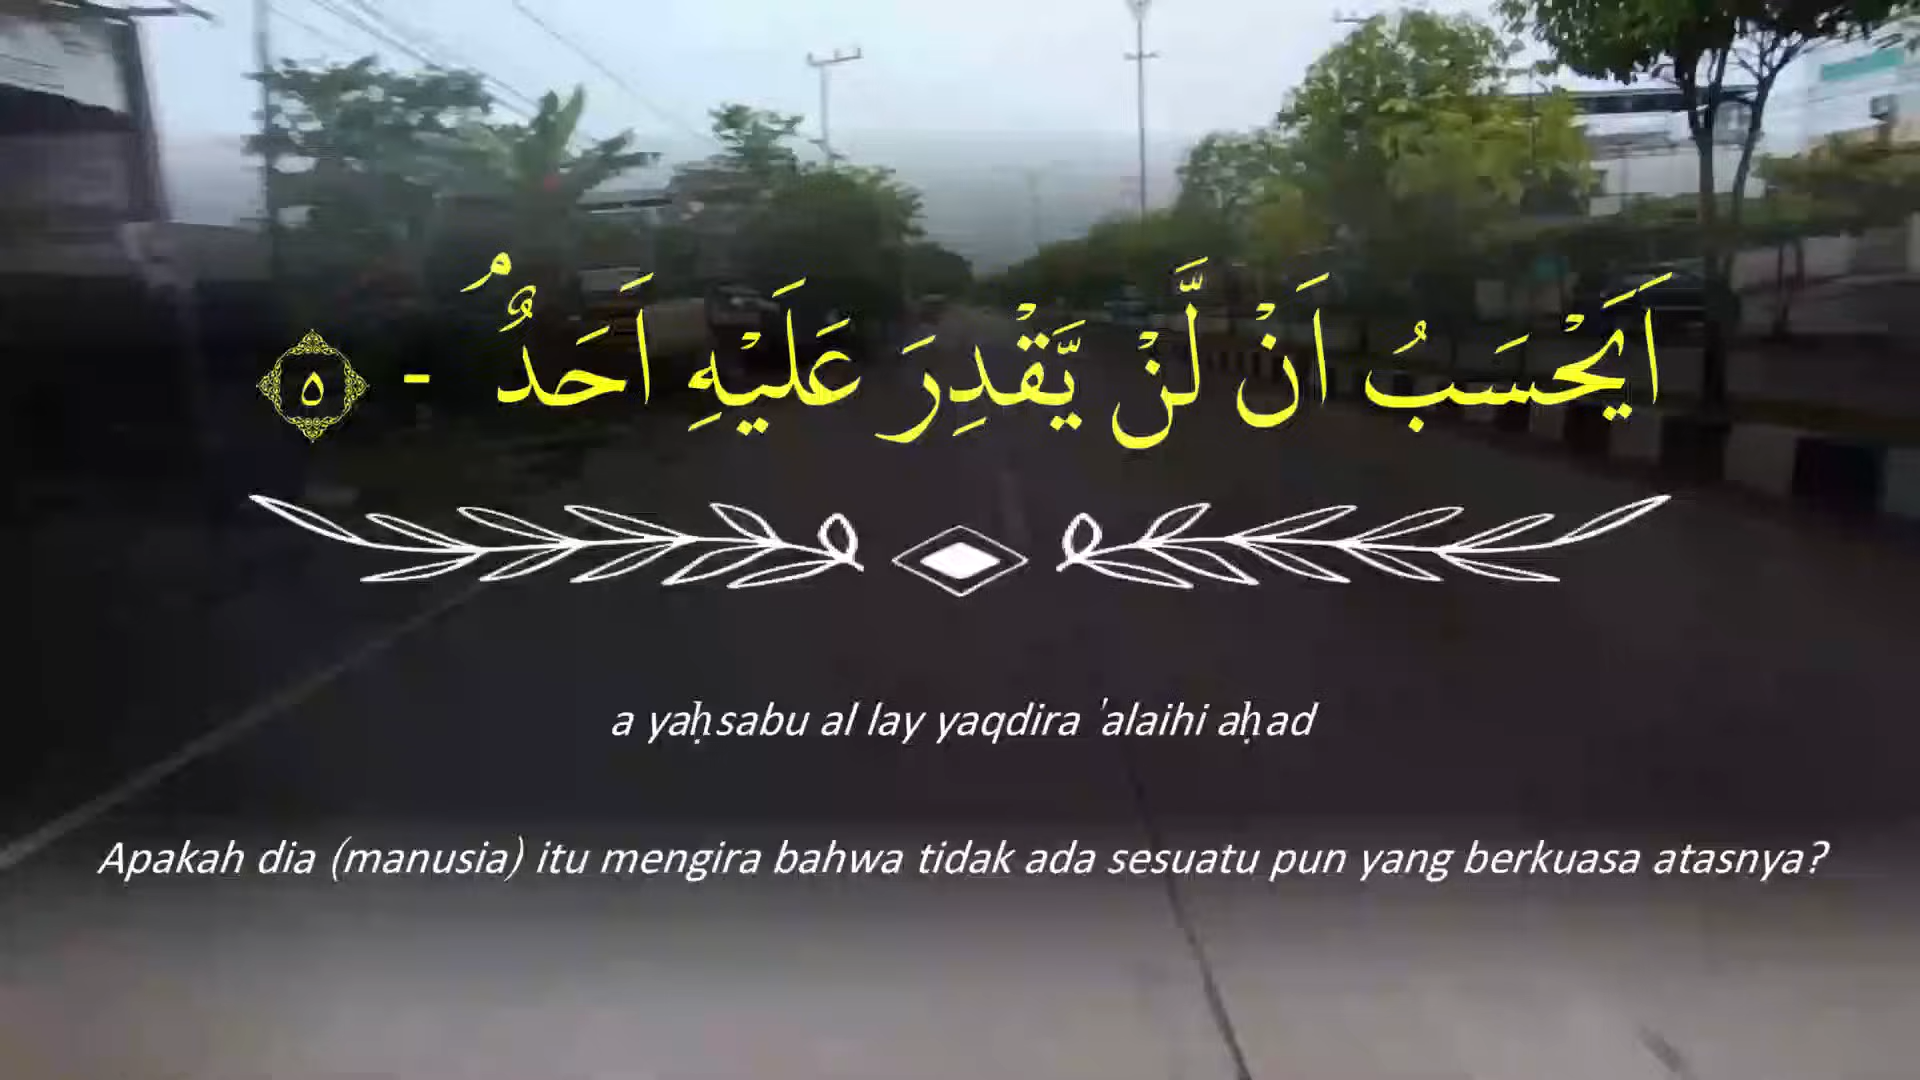 اَيَحْسَبُ اَنْ لَّنْ يَّقْدِرَ عَلَيْهِ اَحَدٌ ۘ - ٥
a yaḥsabu al lay yaqdira 'alaihi aḥad
Apakah dia (manusia) itu mengira bahwa tidak ada sesuatu pun yang berkuasa atasnya?